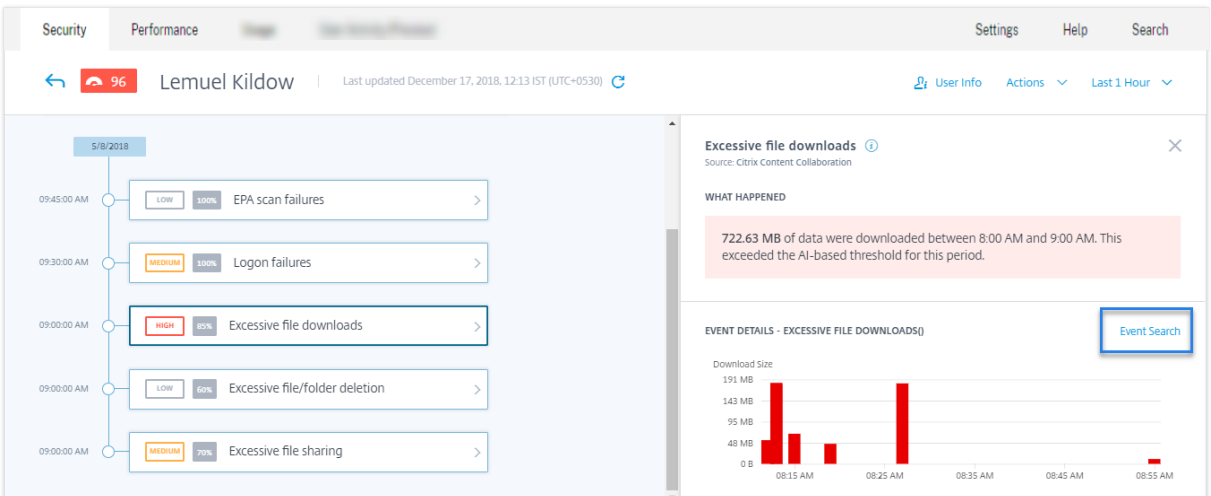 Security
Performance
Settings
Help
Search
96
Lemuel Kildow
Last updated December 17, 2018, 12:13 IST (UTC+0530)
User Info
Actions
Last 1 Hour
5/8/2018
09:45:00 AM
LOW
100%
EPA scan failures
09:30:00 AM
MEDIUM
100%
Logon failures
09:00:00 AM
HIGH
85%
Excessive file downloads
09:00:00 AM
LOW
60%
Excessive file/folder deletion
09:00:00 AM
MEDIUM
70%
Excessive file sharing
Excessive file downloads
Source: Citrix Content Collaboration
WHAT HAPPENED
722.63 MB of data were downloaded between 8:00 AM and 9:00 AM. This
exceeded the AI-based threshold for this period.
EVENT DETAILS - EXCESSIVE FILE DOWNLOADS()
Event Search
Download Size
191 MB
143 MB
95 MB
48 MB
0 B
08:15 AM
08:25 AM
08:35 AM
08:45 AM
08:55 AM